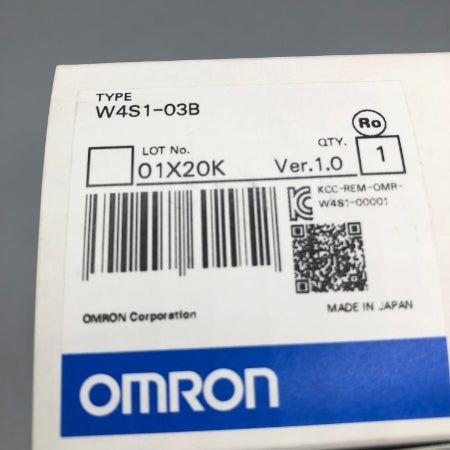 TYPE
W4S1-03B
Ro
LOT No.
QTY.
01X20K
Ver.1.0
1
KCC-REM-OMR-
W4S1-00001
MADE IN JAPAN
OMRON Corporation
OMRON